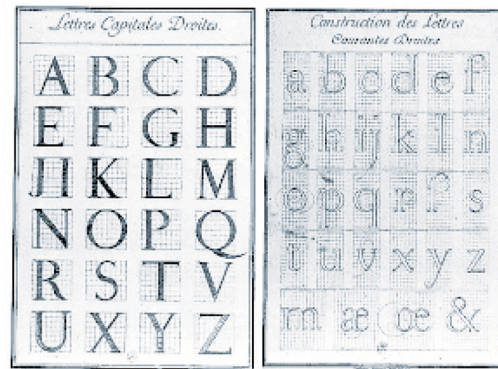 Lettres Capitales Droites.
A B C D
E F G H
J I K L M
N O P Q
R S T V
U X Y Z
Construction des Lettres
Courantes Droites
a b c d e f
g h i j k l n
o p q r ſ s
t u v x y z
m æ œ &